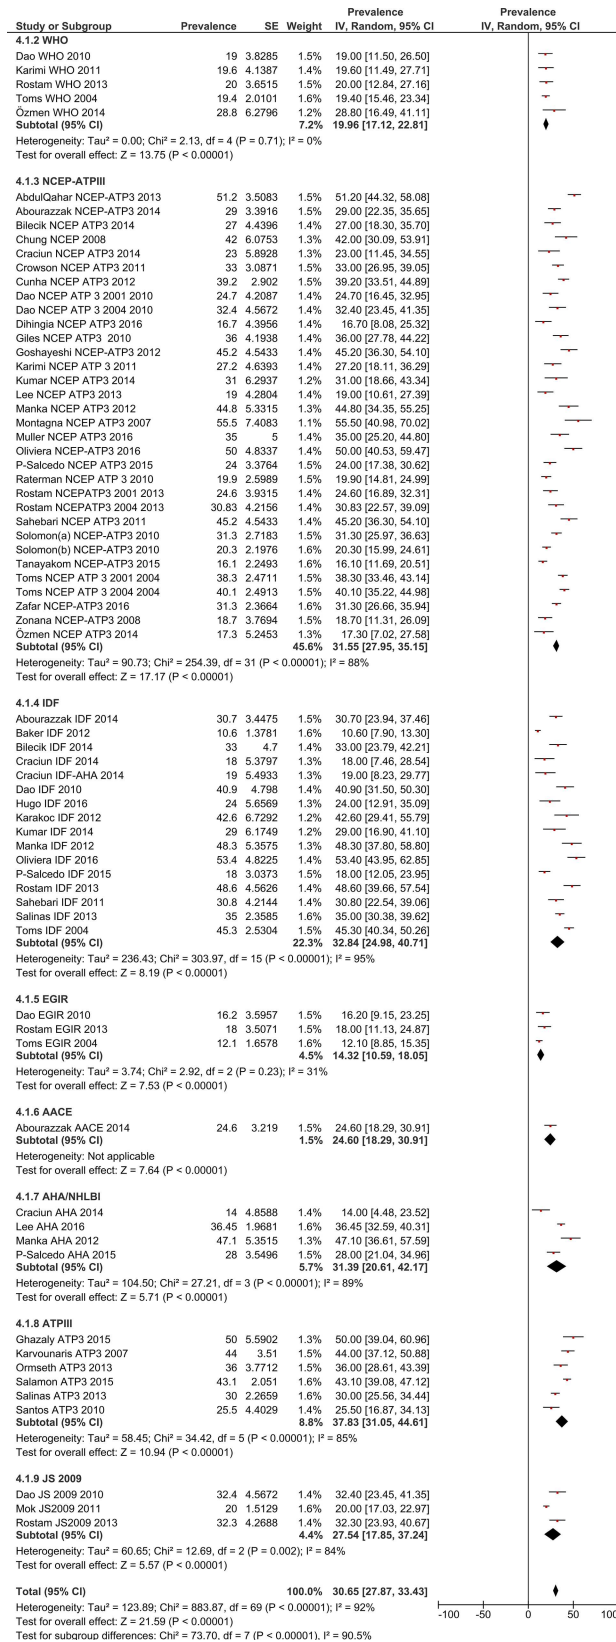 Prevalence Prevalence
Study or Subgroup Prevalence SE Weight IV, Random, 95% CI IV, Random, 95% CI
4.1.2 WHO
Dao WHO 2010 19 3.8285 1.5% 19.00 [11.50, 26.50]
Karimi WHO 2011 19.6 4.1387 1.5% 19.60 [11.49, 27.71]
Rostam WHO 2013 20 3.6515 1.5% 20.00 [12.84, 27.16]
Toms WHO 2004 19.4 2.0101 1.6% 19.40 [15.46, 23.34]
Özmen WHO 2014 28.8 6.2796 1.2% 28.80 [16.49, 41.11]
Subtotal (95% CI) 7.2% 19.96 [17.12, 22.81]
Heterogeneity: Tau² = 0.00; Chi² = 2.13, df = 4 (P = 0.71); I² = 0%
Test for overall effect: Z = 13.75 (P < 0.00001)
4.1.3 NCEP-ATPIII
AbdulQahar NCEP-ATP3 2013 51.2 3.5083 1.5% 51.20 [44.32, 58.08]
Abourazzak NCEP-ATP3 2014 29 3.3916 1.5% 29.00 [22.35, 35.65]
Bilecik NCEP ATP3 2014 27 4.4396 1.5% 27.00 [18.30, 35.70]
Chung NCEP 2008 42 6.0753 1.3% 42.00 [30.09, 53.91]
Craciun NCEP ATP3 2014 23 5.8928 1.3% 23.00 [11.45, 34.55]
Crowson NCEP ATP3 2011 33 3.0871 1.5% 33.00 [26.95, 39.05]
Cunha NCEP ATP3 2012 39.2 2.902 1.5% 39.20 [33.51, 44.89]
Dao NCEP ATP 3 2001 2010 24.7 4.2087 1.5% 24.70 [16.45, 32.95]
Dao NCEP ATP 3 2004 2010 32.4 4.5672 1.4% 32.40 [23.45, 41.35]
Dihingia NCEP ATP3 2016 16.7 4.3956 1.5% 16.70 [8.08, 25.32]
Giles NCEP ATP3 2010 36 4.1938 1.5% 36.00 [27.78, 44.22]
Goshayeshi NCEP-ATP3 2012 45.2 4.5433 1.4% 45.20 [36.30, 54.10]
Karimi NCEP ATP 3 2011 27.2 4.6393 1.4% 27.20 [18.11, 36.29]
Kumar NCEP ATP3 2014 31 6.2937 1.2% 31.00 [18.66, 43.34]
Lee NCEP ATP3 2013 19 4.2804 1.5% 19.00 [10.61, 27.39]
Manka NCEP ATP3 2012 44.8 5.3315 1.4% 44.80 [34.35, 55.25]
Montagna NCEP ATP3 2007 55.5 7.4083 1.1% 55.50 [40.98, 70.02]
Muller NCEP ATP3 2016 35 5 1.4% 35.00 [25.20, 44.80]
Oliviera NCEP-ATP3 2016 50 4.8337 1.4% 50.00 [40.53, 59.47]
P-Salcedo NCEP ATP3 2015 24 3.3764 1.5% 24.00 [17.38, 30.62]
Raterman NCEP ATP 3 2010 19.9 2.5989 1.5% 19.90 [14.81, 24.99]
Rostam NCEPATP3 2001 2013 24.6 3.9315 1.5% 24.60 [16.89, 32.31]
Rostam NCEPATP3 2004 2013 30.83 4.2156 1.5% 30.83 [22.57, 39.09]
Sahebari NCEP ATP3 2011 45.2 4.5433 1.4% 45.20 [36.30, 54.10]
Solomon(a) NCEP-ATP3 2010 31.3 2.7183 1.5% 31.30 [25.97, 36.63]
Solomon(b) NCEP-ATP3 2010 20.3 2.1976 1.6% 20.30 [15.99, 24.61]
Tanayakom NCEP-ATP3 2015 16.1 2.2493 1.6% 16.10 [11.69, 20.51]
Toms NCEP ATP 3 2001 2004 38.3 2.4711 1.5% 38.30 [33.46, 43.14]
Toms NCEP ATP 3 2004 2004 40.1 2.4913 1.5% 40.10 [35.22, 44.98]
Zafar NCEP-ATP3 2016 31.3 2.3664 1.6% 31.30 [26.66, 35.94]
Zonana NCEP-ATP3 2008 18.7 3.7694 1.5% 18.70 [11.31, 26.09]
Özmen NCEP ATP3 2014 17.3 5.2453 1.4% 17.30 [7.02, 27.58]
Subtotal (95% CI) 45.6% 31.55 [27.95, 35.15]
Heterogeneity: Tau² = 90.73; Chi² = 254.39, df = 31 (P < 0.00001); I² = 88%
Test for overall effect: Z = 17.17 (P < 0.00001)
4.1.4 IDF
Abourazzak IDF 2014 30.7 3.4475 1.5% 30.70 [23.94, 37.46]
Baker IDF 2012 10.6 1.3781 1.6% 10.60 [7.90, 13.30]
Bilecik IDF 2014 33 4.7 1.4% 33.00 [23.79, 42.21]
Craciun IDF 2014 18 5.3797 1.4% 18.00 [7.46, 28.54]
Craciun IDF-AHA 2014 19 5.4933 1.3% 19.00 [8.23, 29.77]
Dao IDF 2010 40.9 4.798 1.4% 40.90 [31.50, 50.30]
Hugo IDF 2016 24 5.6569 1.3% 24.00 [12.91, 35.09]
Karakoc IDF 2012 42.6 6.7292 1.2% 42.60 [29.41, 55.79]
Kumar IDF 2014 29 6.1749 1.3% 29.00 [16.90, 41.10]
Manka IDF 2012 48.3 5.3575 1.4% 48.30 [37.80, 58.80]
Oliviera IDF 2016 53.4 4.8225 1.4% 53.40 [43.95, 62.85]
P-Salcedo IDF 2015 18 3.0373 1.5% 18.00 [12.05, 23.95]
Rostam IDF 2013 48.6 4.5626 1.4% 48.60 [39.66, 57.54]
Sahebari IDF 2011 30.8 4.2144 1.5% 30.80 [22.54, 39.06]
Salinas IDF 2013 35 2.3585 1.6% 35.00 [30.38, 39.62]
Toms IDF 2004 45.3 2.5304 1.5% 45.30 [40.34, 50.26]
Subtotal (95% CI) 22.3% 32.84 [24.98, 40.71]
Heterogeneity: Tau² = 236.43; Chi² = 303.97, df = 15 (P < 0.00001); I² = 95%
Test for overall effect: Z = 8.19 (P < 0.00001)
4.1.5 EGIR
Dao EGIR 2010 16.2 3.5957 1.5% 16.20 [9.15, 23.25]
Rostam EGIR 2013 18 3.5071 1.5% 18.00 [11.13, 24.87]
Toms EGIR 2004 12.1 1.6578 1.6% 12.10 [8.85, 15.35]
Subtotal (95% CI) 4.5% 14.32 [10.59, 18.05]
Heterogeneity: Tau² = 3.74; Chi² = 2.92, df = 2 (P = 0.23); I² = 31%
Test for overall effect: Z = 7.53 (P < 0.00001)
4.1.6 AACE
Abourazzak AACE 2014 24.6 3.219 1.5% 24.60 [18.29, 30.91]
Subtotal (95% CI) 1.5% 24.60 [18.29, 30.91]
Heterogeneity: Not applicable
Test for overall effect: Z = 7.64 (P < 0.00001)
4.1.7 AHA/NHLBI
Craciun AHA 2014 14 4.8588 1.4% 14.00 [4.48, 23.52]
Lee AHA 2016 36.45 1.9681 1.6% 36.45 [32.59, 40.31]
Manka AHA 2012 47.1 5.3515 1.4% 47.10 [36.61, 57.59]
P-Salcedo AHA 2015 28 3.5496 1.5% 28.00 [21.04, 34.96]
Subtotal (95% CI) 5.7% 31.39 [20.61, 42.17]
Heterogeneity: Tau² = 104.50; Chi² = 27.21, df = 3 (P < 0.00001); I² = 89%
Test for overall effect: Z = 5.71 (P < 0.00001)
4.1.8 ATPIII
Ghazaly ATP3 2015 50 5.5902 1.3% 50.00 [39.04, 60.96]
Karvounaris ATP3 2007 44 3.51 1.5% 44.00 [37.12, 50.88]
Ormseth ATP3 2013 36 3.7712 1.5% 36.00 [28.61, 43.39]
Salamon ATP3 2015 43.1 2.051 1.6% 43.10 [39.08, 47.12]
Salinas ATP3 2013 30 2.2659 1.6% 30.00 [25.56, 34.44]
Santos ATP3 2010 25.5 4.4029 1.5% 25.50 [16.87, 34.13]
Subtotal (95% CI) 8.8% 37.83 [31.05, 44.61]
Heterogeneity: Tau² = 58.45; Chi² = 34.42, df = 5 (P < 0.00001); I² = 85%
Test for overall effect: Z = 10.94 (P < 0.00001)
4.1.9 JS 2009
Dao JS 2009 2010 32.4 4.5672 1.4% 32.40 [23.45, 41.35]
Mok JS2009 2011 20 1.5129 1.6% 20.00 [17.03, 22.97]
Rostam JS2009 2013 32.3 4.2688 1.5% 32.30 [23.93, 40.67]
Subtotal (95% CI) 4.4% 27.54 [17.85, 37.24]
Heterogeneity: Tau² = 60.65; Chi² = 12.69, df = 2 (P = 0.002); I² = 84%
Test for overall effect: Z = 5.57 (P < 0.00001)
Total (95% CI) 100.0% 30.65 [27.87, 33.43]
Heterogeneity: Tau² = 123.89; Chi² = 883.87, df = 69 (P < 0.00001); I² = 92%
Test for overall effect: Z = 21.59 (P < 0.00001)
Test for subgroup differences: Chi² = 73.70, df = 7 (P < 0.00001), I² = 90.5%
-100 -50 0 50 100